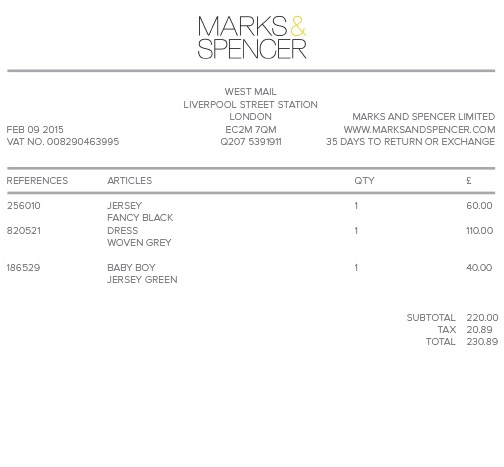 MARKS&
SPENCER
WEST MAIL
LIVERPOOL STREET STATION
LONDON
MARKS AND SPENCER LIMITED
FEB 09 2015
EC2M 7QM
WWW.MARKSANDSPENCER.COM
VAT NO. 008290463995
Q207 5391911
35 DAYS TO RETURN OR EXCHANGE
REFERENCES ARTICLES QTY £
256010 JERSEY 1 60.00
FANCY BLACK
820521 DRESS 1 110.00
WOVEN GREY
186529 BABY BOY 1 40.00
JERSEY GREEN
SUBTOTAL 220.00
TAX 20.89
TOTAL 230.89